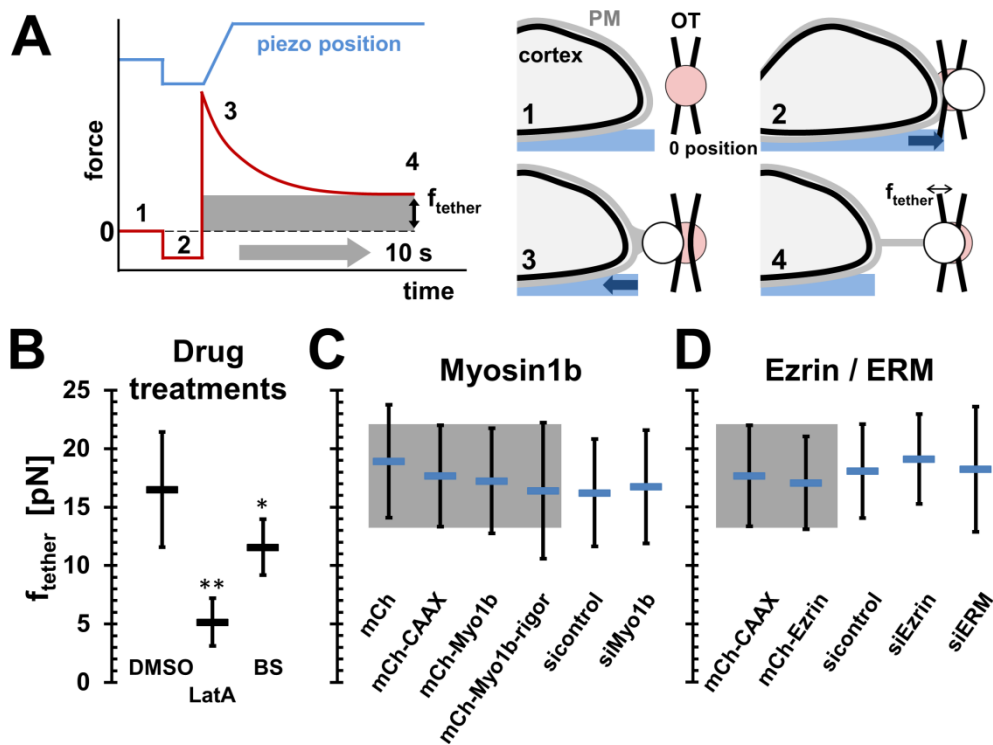 A
piezo position
force
0
1
2
3
4
f_tether
10 s
time
PM
OT
cortex
1
0 position
2
3
f_tether
4
B
Drug
treatments
f_tether [pN]
25
20
15
10
5
0
DMSO
**
LatA
*
BS
C
Myosin1b
mCh
mCh-CAAX
mCh-Myo1b
mCh-Myo1b-rigor
sicontrol
siMyo1b
D
Ezrin / ERM
mCh-CAAX
mCh-Ezrin
sicontrol
siEzrin
siERM